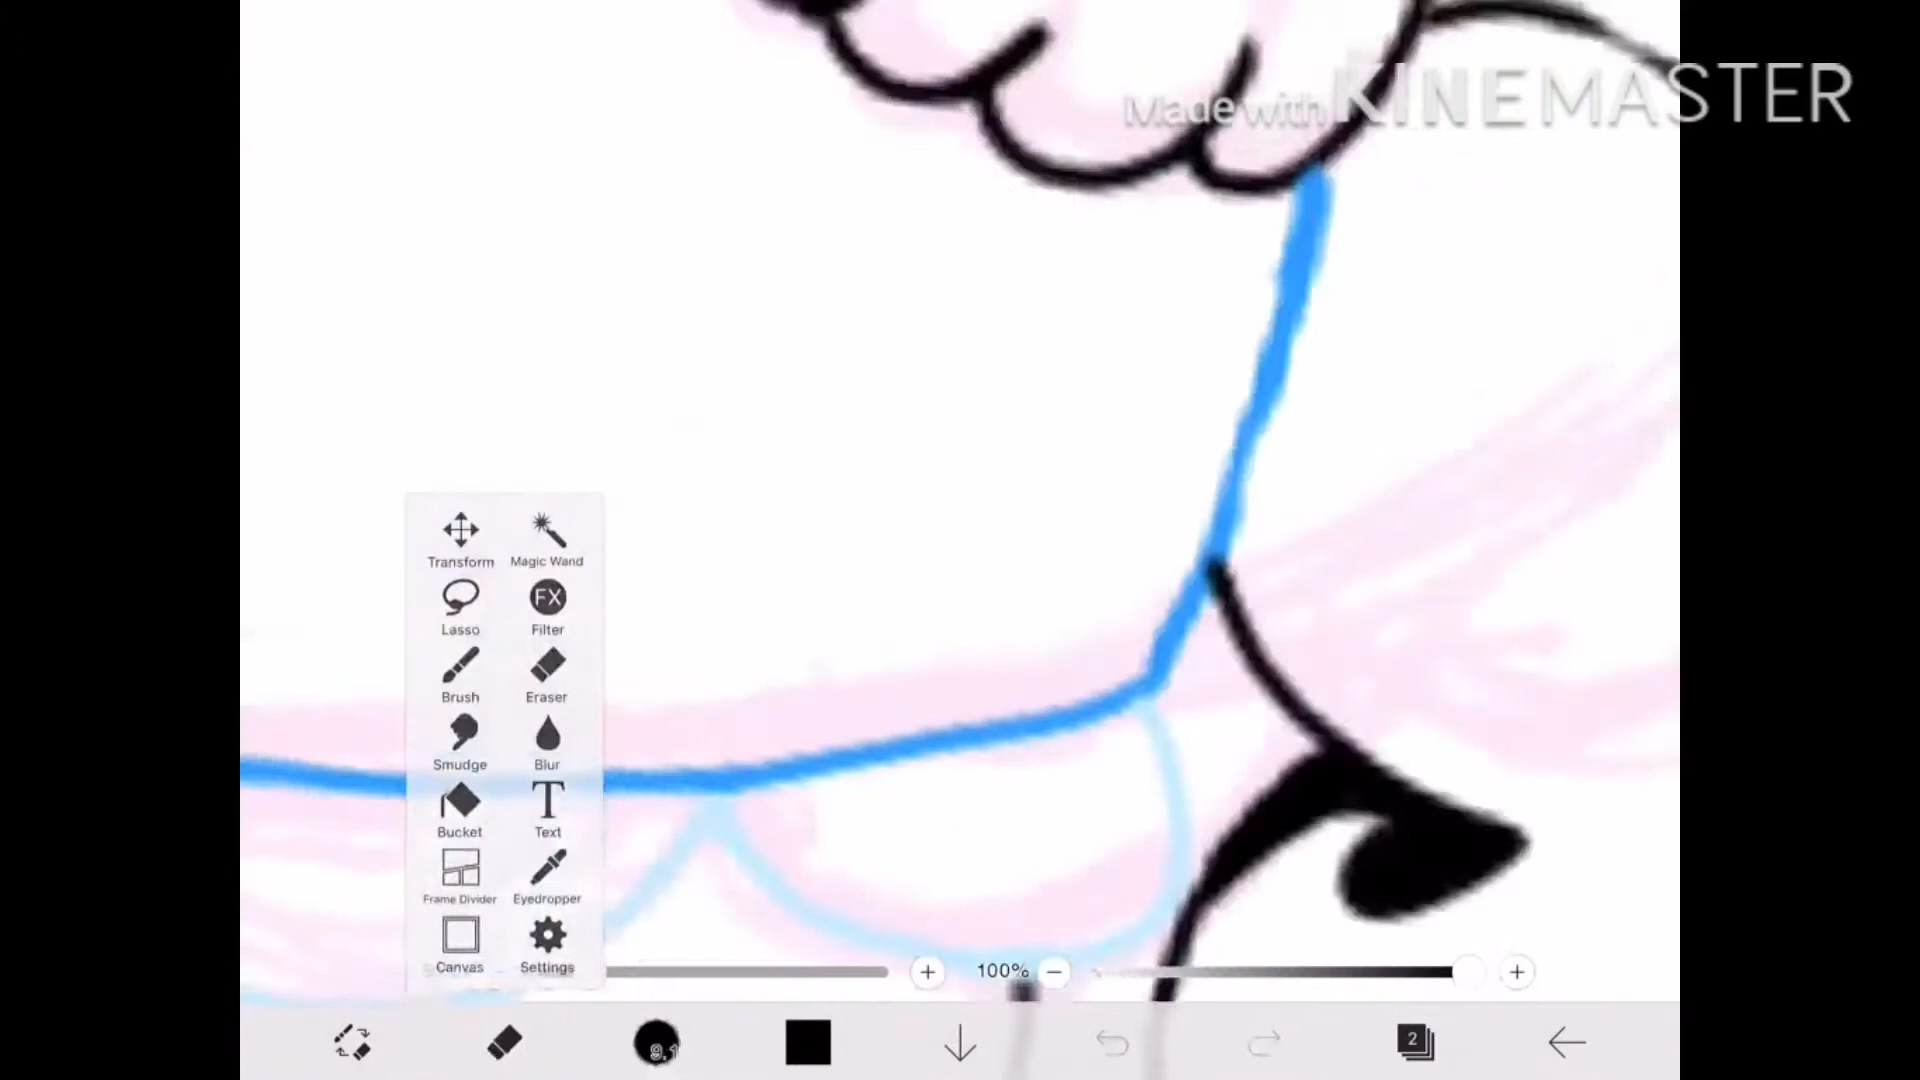 Made with KINEMASTER
Transform Magic Wand
Lasso Filter
FX
Brush Eraser
Smudge Blur
Bucket Text
T
Frame Divider Eyedropper
Canvas Settings
+ 100% − +
2